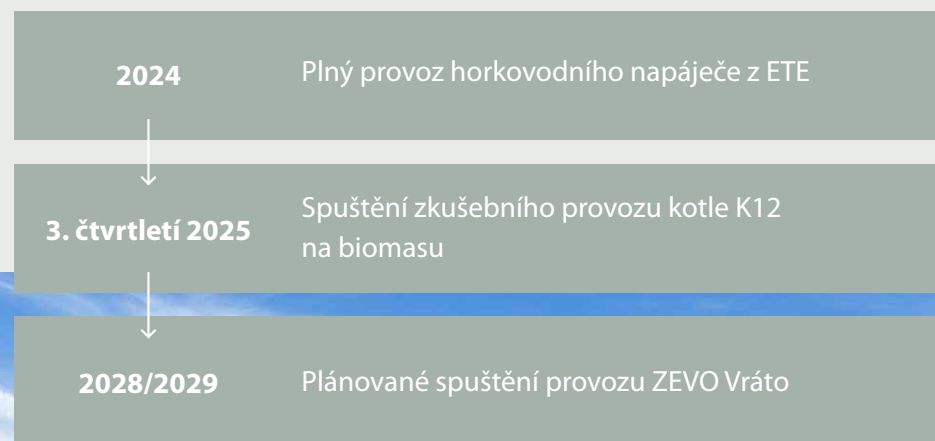 2024
Plný provoz horkovodního napáječe z ETE
3. čtvrtletí 2025
Spuštění zkušebního provozu kotle K12
na biomasu
2028/2029
Plánované spuštění provozu ZEVO Vráto